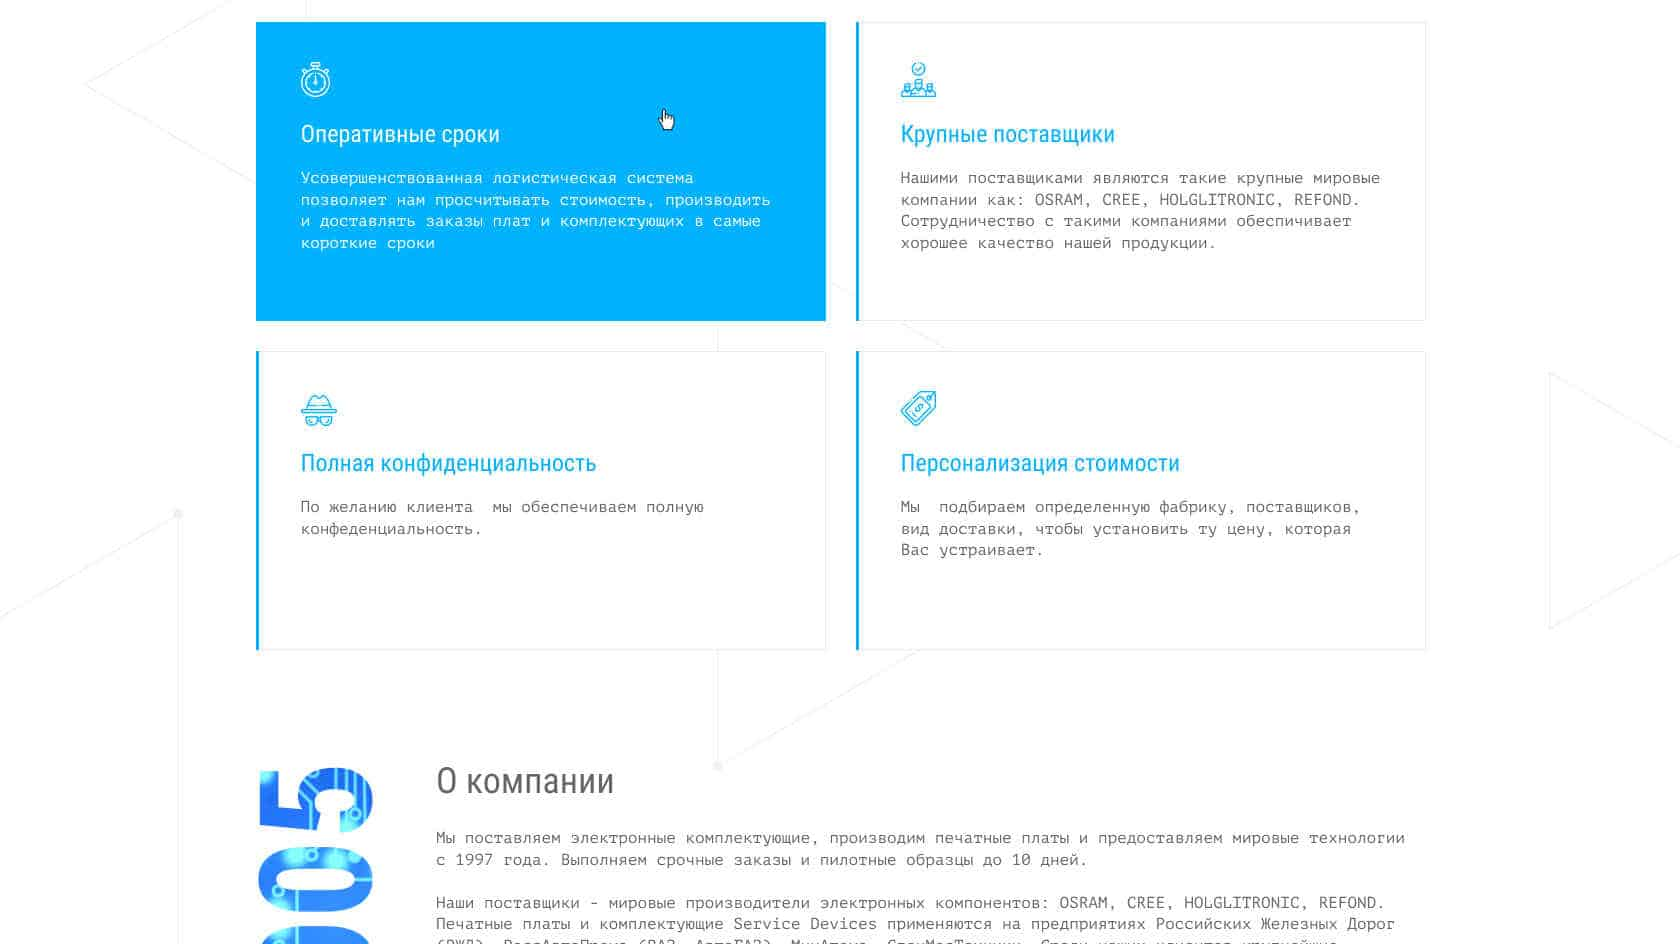 Оперативные сроки
Усовершенствованная логистическая система
позволяет нам просчитывать стоимость, производить
и доставлять заказы плат и комплектующих в самые
короткие сроки
Крупные поставщики
Нашими поставщиками являются такие крупные мировые
компании как: OSRAM, CREE, HOLGLITRONIC, REFOND.
Сотрудничество с такими компаниями обеспичивает
хорошее качество нашей продукции.
Полная конфиденциальность
По желанию клиента  мы обеспечиваем полную
конфеденциальность.
Персонализация стоимости
Мы  подбираем определенную фабрику, поставщиков,
вид доставки, чтобы установить ту цену, которая
Вас устраивает.
005
О компании
Мы поставляем электронные комплектующие, производим печатные платы и предоставляем мировые технологии
с 1997 года. Выполняем срочные заказы и пилотные образцы до 10 дней.
Наши поставщики - мировые производители электронных компонентов: OSRAM, CREE, HOLGLITRONIC, REFOND.
Печатные платы и комплектующие Service Devices применяются на предприятиях Российских Железных Дорог